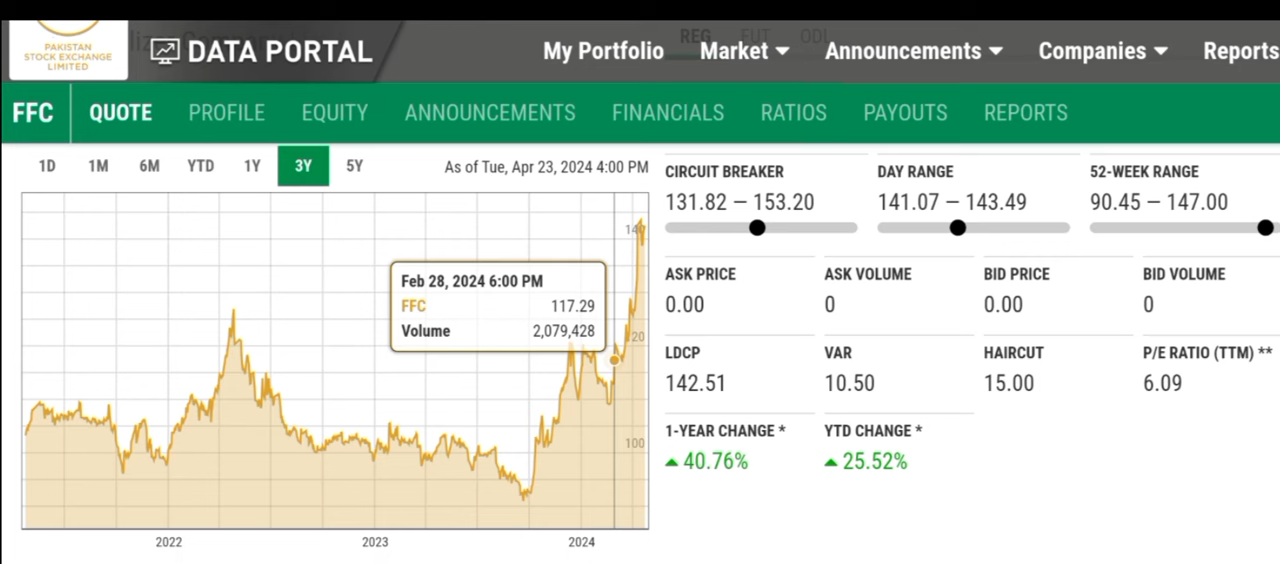 PAKISTAN
STOCK EXCHANGE
LIMITED
DATA PORTAL
REG FUT ODL
My Portfolio Market Announcements Companies Reports
FFC QUOTE PROFILE EQUITY ANNOUNCEMENTS FINANCIALS RATIOS PAYOUTS REPORTS
1D 1M 6M YTD 1Y 3Y 5Y
As of Tue, Apr 23, 2024 4:00 PM
140
120
100
Feb 28, 2024 6:00 PM
FFC 117.29
Volume 2,079,428
2022 2023 2024
CIRCUIT BREAKER DAY RANGE 52-WEEK RANGE
131.82 — 153.20 141.07 — 143.49 90.45 — 147.00
ASK PRICE ASK VOLUME BID PRICE BID VOLUME
0.00 0 0.00 0
LDCP VAR HAIRCUT P/E RATIO (TTM) **
142.51 10.50 15.00 6.09
1-YEAR CHANGE * YTD CHANGE *
40.76% 25.52%